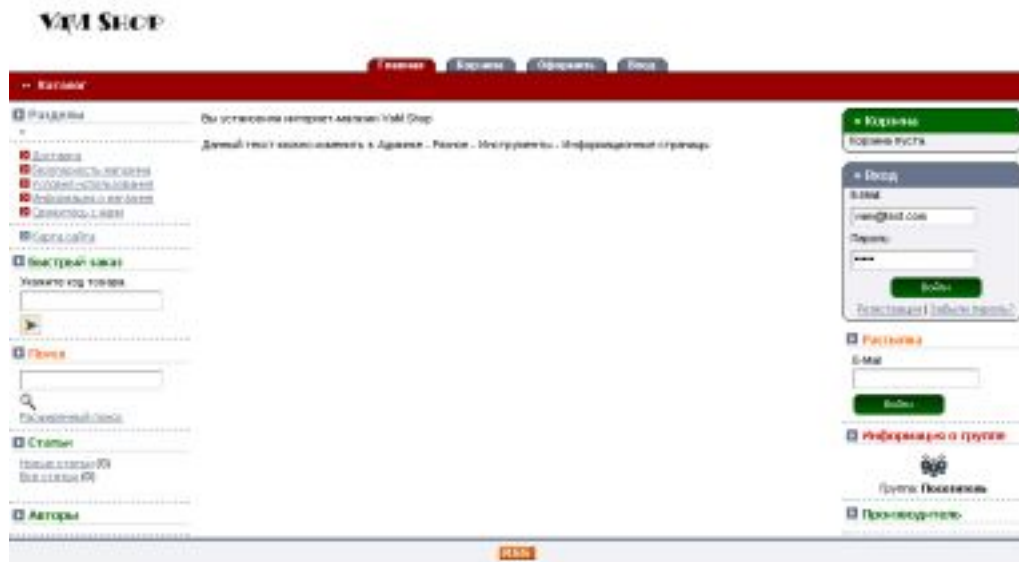 VaM Shop
Главная Корзина Оформить Вход
Каталог
Разделы
Доставка
Безопасность магазина
Условия использования
Информация о магазине
Свяжитесь с нами
Карта сайта
Быстрый заказ
Укажите код товара.
Поиск
Расширенный поиск
Статьи
Новые статьи (0)
Все статьи (0)
Авторы
Вы установили интернет-магазин VaM Shop
Данный текст можно изменить в Админке - Разное - Инструменты - Информационные страницы
Корзина
Корзина пуста.
Вход
E-Mail:
vam@test.com
Пароль:
Войти
Регистрация | Забыли пароль?
Рассылка
E-Mail
Войти
Информация о группе
Группа: Посетитель
Производитель
RSS